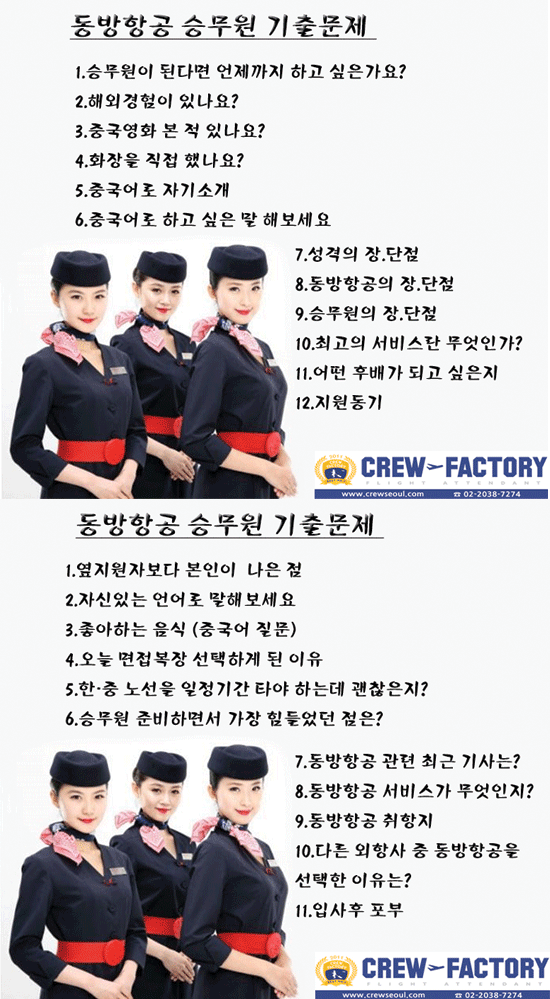 동방항공 승무원 기출문제
1.승무원이 된다면 언제까지 하고 싶은가요?
2.해외경험이 있나요?
3.중국영화 본 적 있나요?
4.화장을 직접 했나요?
5.중국어로 자기소개
6.중국어로 하고 싶은 말 해보세요
7.성격의 장.단점
8.동방항공의 장.단점
9.승무원의 장.단점
10.최고의 서비스란 무엇인가?
11.어떤 후배가 되고 싶은지
12.지원동기
CREW FACTORY
FLIGHT ATTENDANT
www.crewseoul.com ☎ 02-2038-7274
동방항공 승무원 기출문제
1.옆지원자보다 본인이 나은 점
2.자신있는 언어로 말해보세요
3.좋아하는 음식 (중국어 질문)
4.오늘 면접복장 선택하게 된 이유
5.한·중 노선을 일정기간 타야 하는데 괜찮은지?
6.승무원 준비하면서 가장 힘들었던 점은?
7.동방항공 관련 최근 기사는?
8.동방항공 서비스가 무엇인지?
9.동방항공 취항지
10.다른 외항사 중 동방항공을
선택한 이유는?
11.입사후 포부
CREW FACTORY
FLIGHT ATTENDANT
www.crewseoul.com ☎ 02-2038-7274